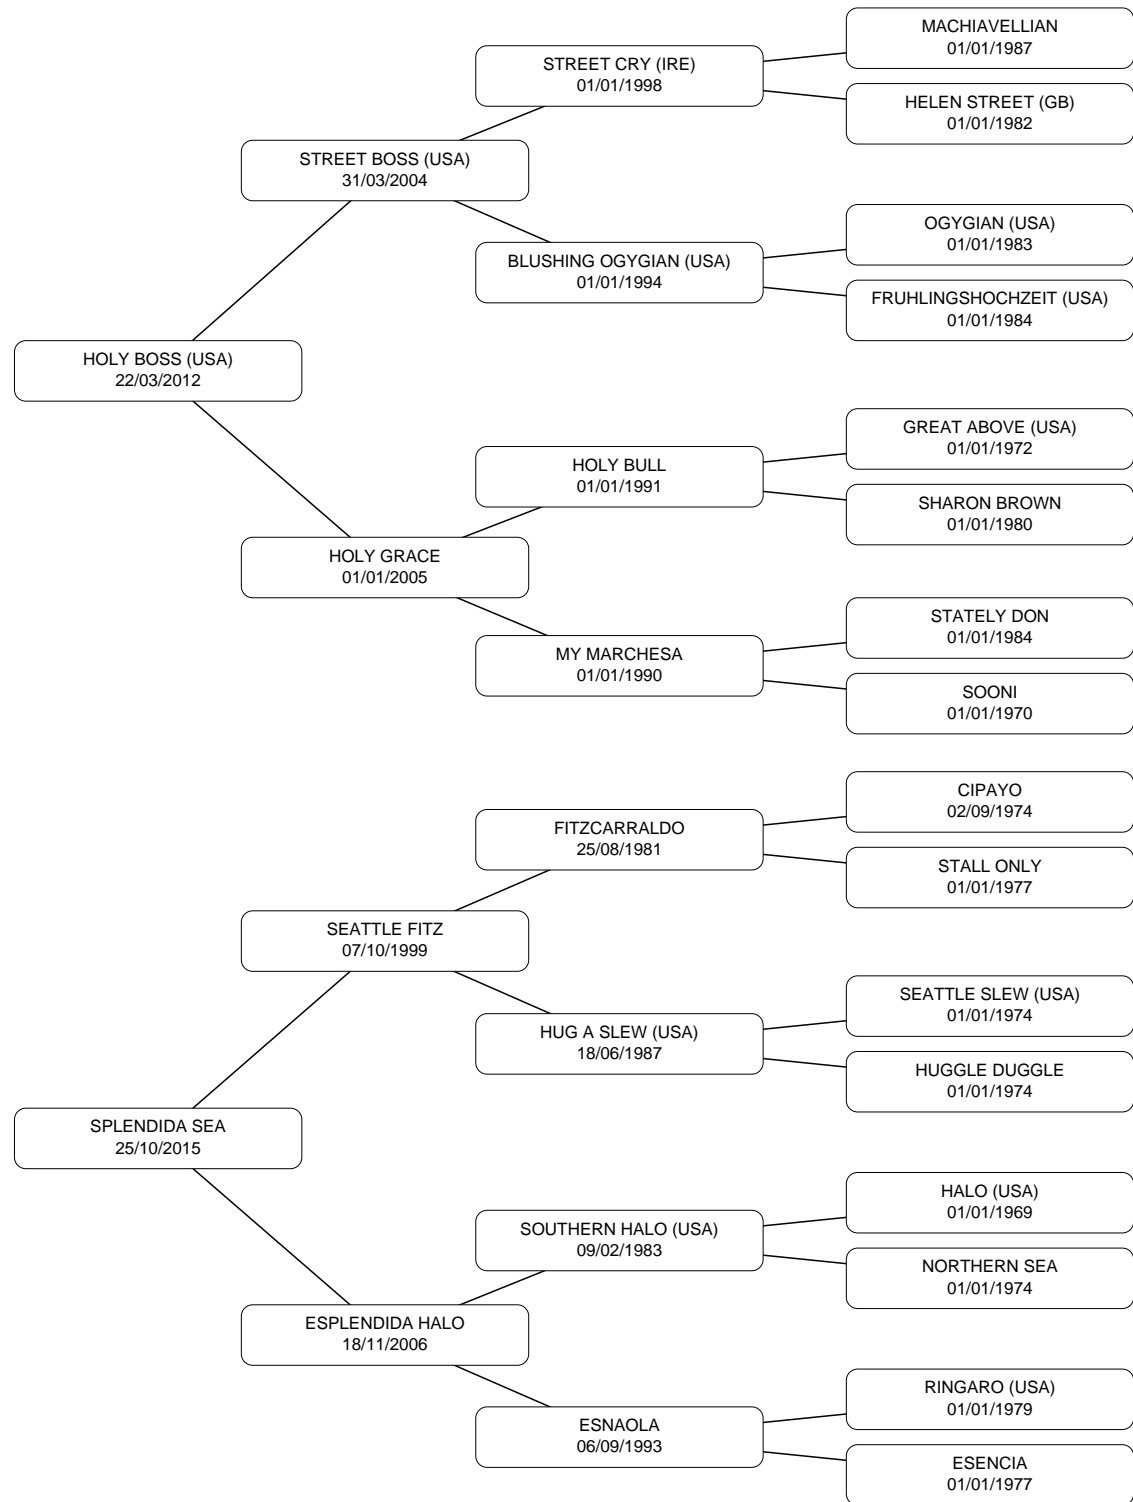 MACHIAVELLIAN
01/01/1987
STREET CRY (IRE)
01/01/1998
HELEN STREET (GB)
01/01/1982
STREET BOSS (USA)
31/03/2004
OGYGIAN (USA)
01/01/1983
BLUSHING OGYGIAN (USA)
01/01/1994
FRUHLINGSHOCHZEIT (USA)
01/01/1984
HOLY BOSS (USA)
22/03/2012
GREAT ABOVE (USA)
01/01/1972
HOLY BULL
01/01/1991
SHARON BROWN
01/01/1980
HOLY GRACE
01/01/2005
STATELY DON
01/01/1984
MY MARCHESA
01/01/1990
SOONI
01/01/1970
CIPAYO
02/09/1974
FITZCARRALDO
25/08/1981
STALL ONLY
01/01/1977
SEATTLE FITZ
07/10/1999
SEATTLE SLEW (USA)
01/01/1974
HUG A SLEW (USA)
18/06/1987
HUGGLE DUGGLE
01/01/1974
SPLENDIDA SEA
25/10/2015
HALO (USA)
01/01/1969
SOUTHERN HALO (USA)
09/02/1983
NORTHERN SEA
01/01/1974
ESPLENDIDA HALO
18/11/2006
RINGARO (USA)
01/01/1979
ESNAOLA
06/09/1993
ESENCIA
01/01/1977